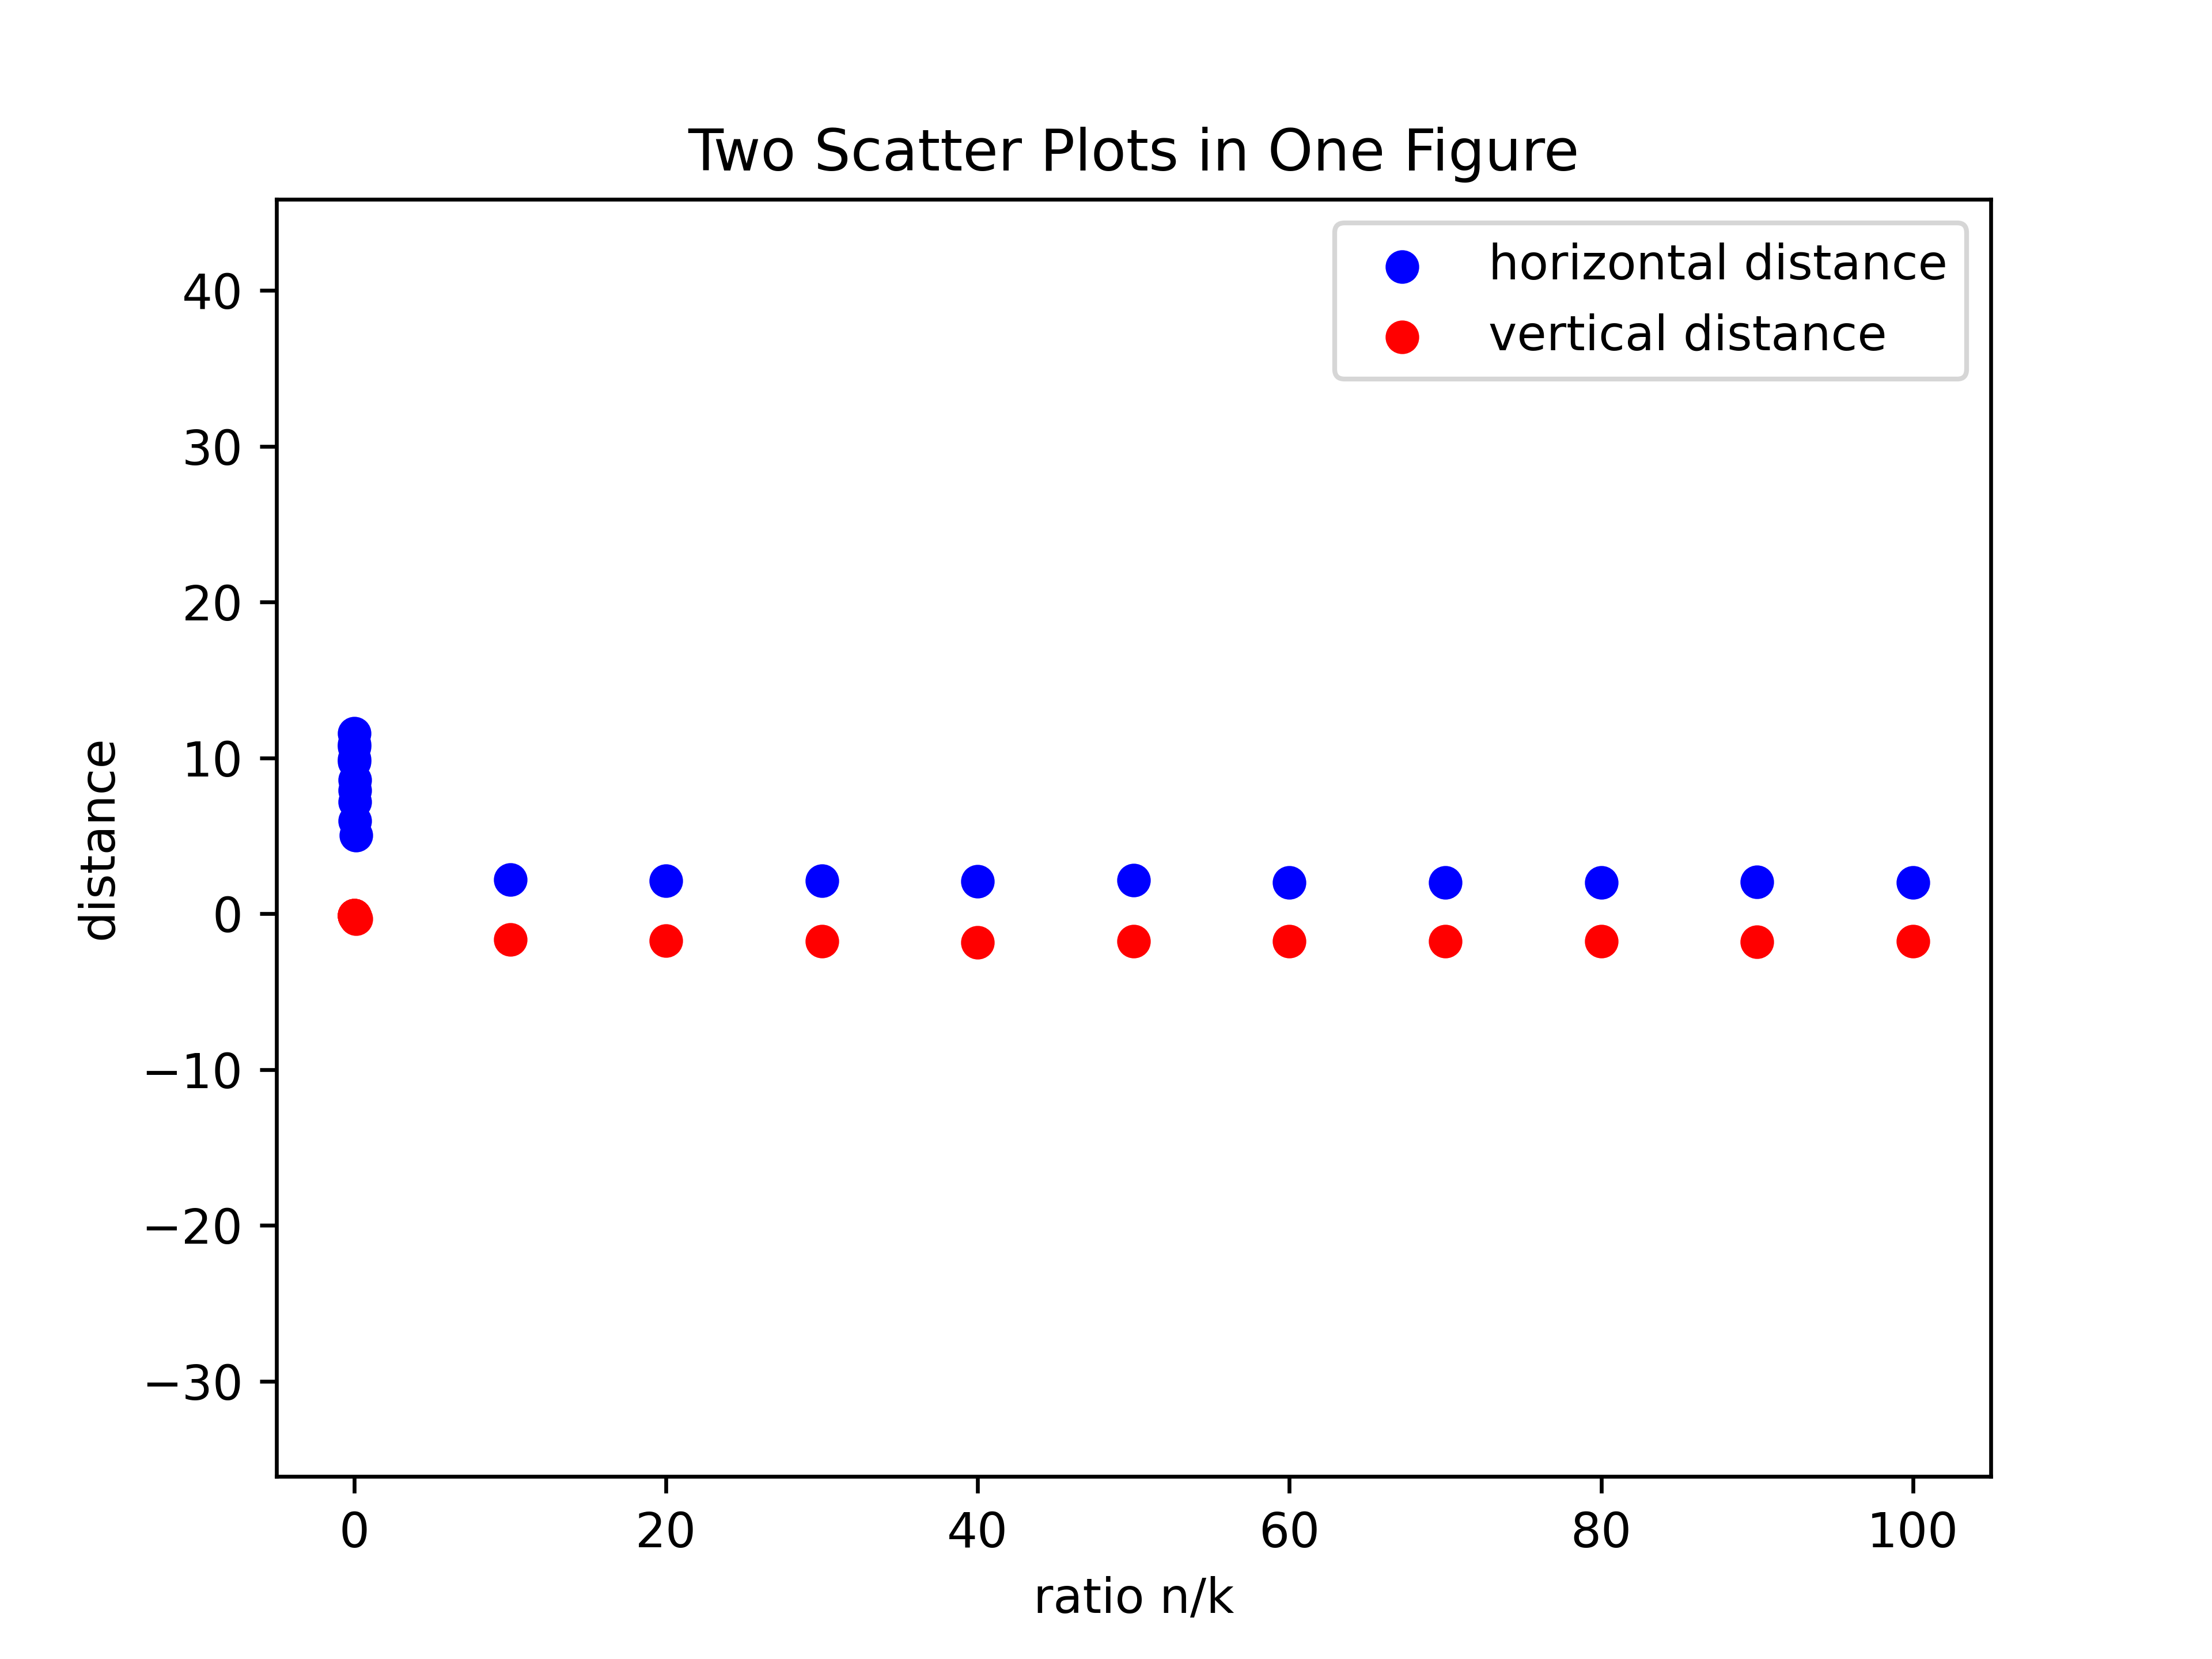 Two Scatter Plots in One Figure
horizontal distance
vertical distance
40
30
20
10
0
−10
−20
−30
distance
0 20 40 60 80 100
ratio n/k